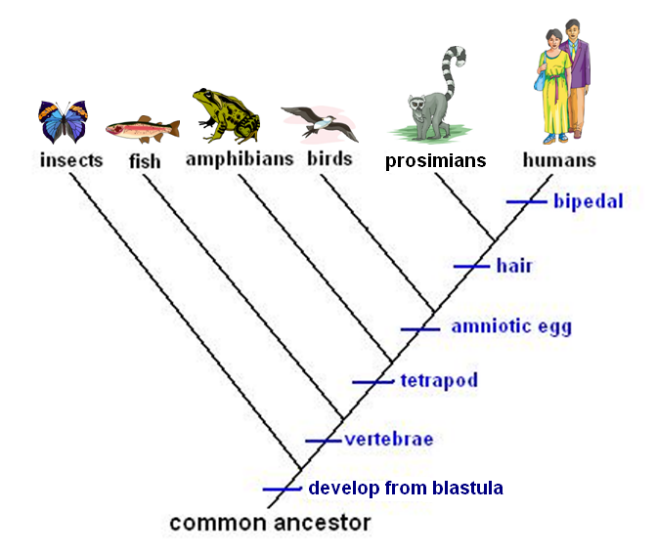 insects
fish
amphibians
birds
prosimians
humans
bipedal
hair
amniotic egg
tetrapod
vertebrae
develop from blastula
common ancestor